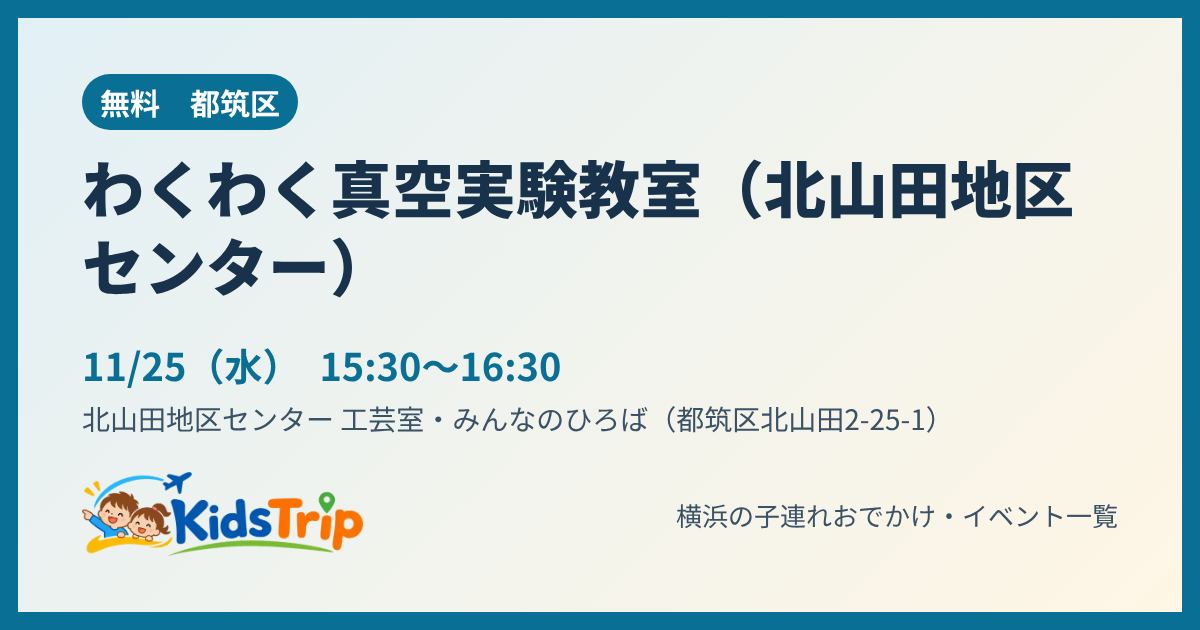 無料　都筑区
わくわく真空実験教室（北山田地区
センター）
11/25（水）　15:30〜16:30
北山田地区センター 工芸室・みんなのひろば（都筑区北山田2-25-1）
KidsTrip
横浜の子連れおでかけ・イベント一覧